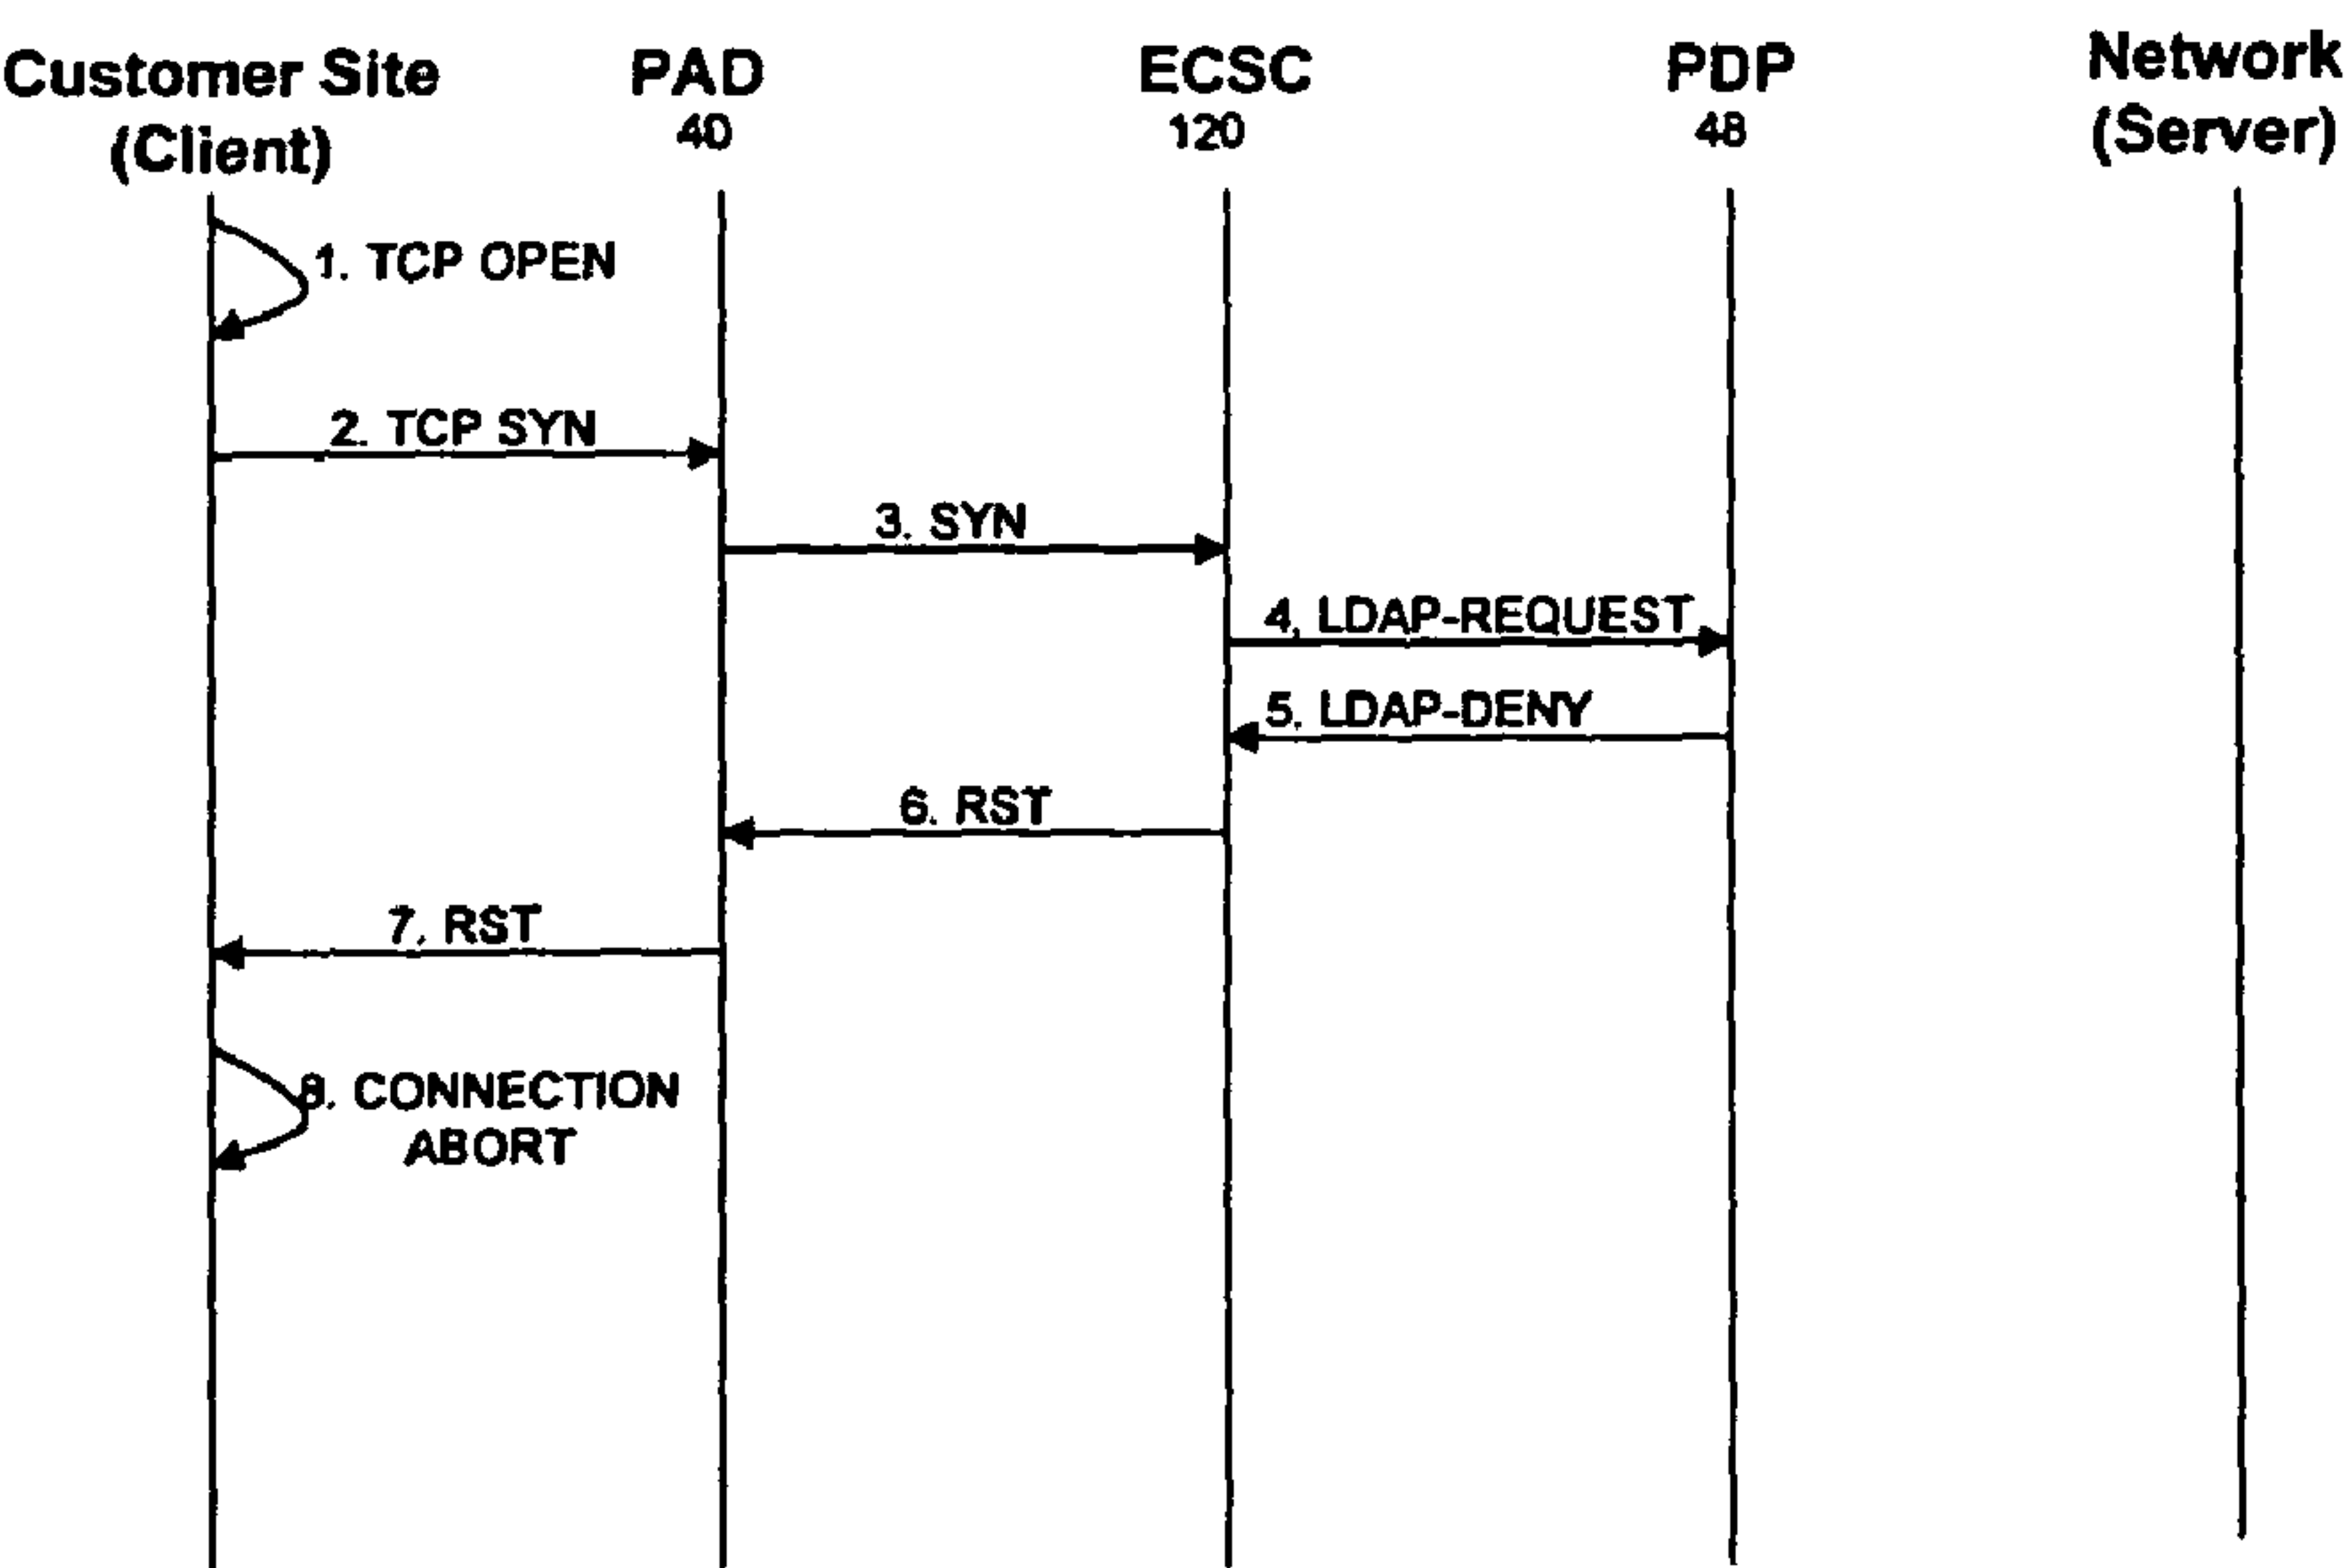 Customer Site
(Client)
PAD
40
ECSC
120
PDP
48
Network
(Server)
1. TCP OPEN
2. TCP SYN
3. SYN
4. LDAP-REQUEST
5. LDAP-DENY
6. RST
7. RST
8. CONNECTION
ABORT